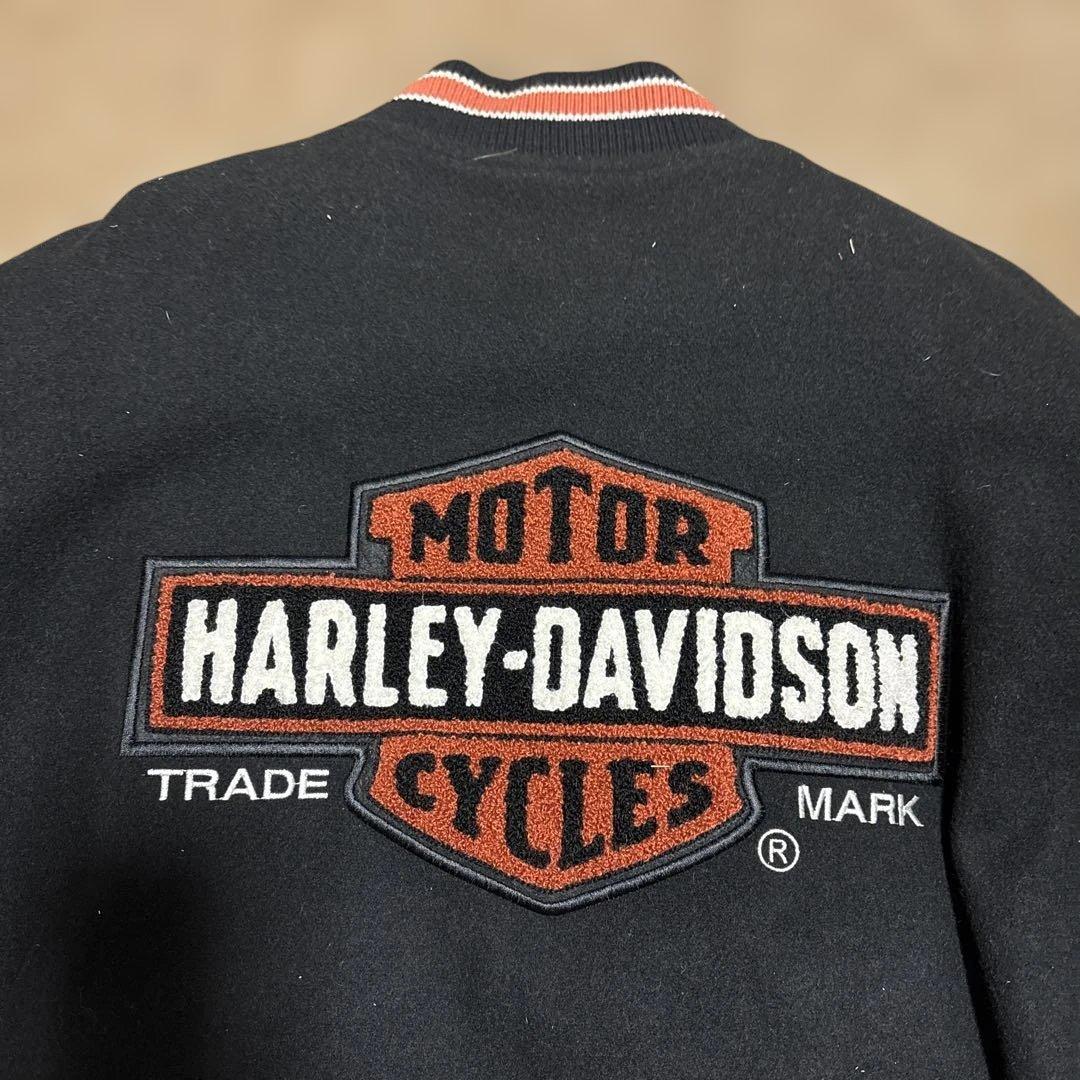 MOTOR
HARLEY-DAVIDSON
CYCLES
TRADE MARK
®